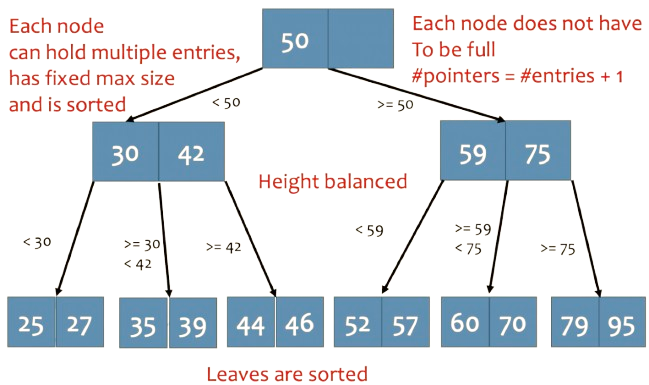 Each node
can hold multiple entries,
has fixed max size
and is sorted
50
Each node does not have
To be full
#pointers = #entries + 1
< 50
>= 50
30 42
59 75
Height balanced
< 30
>= 30
< 42
>= 42
< 59
>= 59
< 75
>= 75
25 27
35 39
44 46
52 57
60 70
79 95
Leaves are sorted